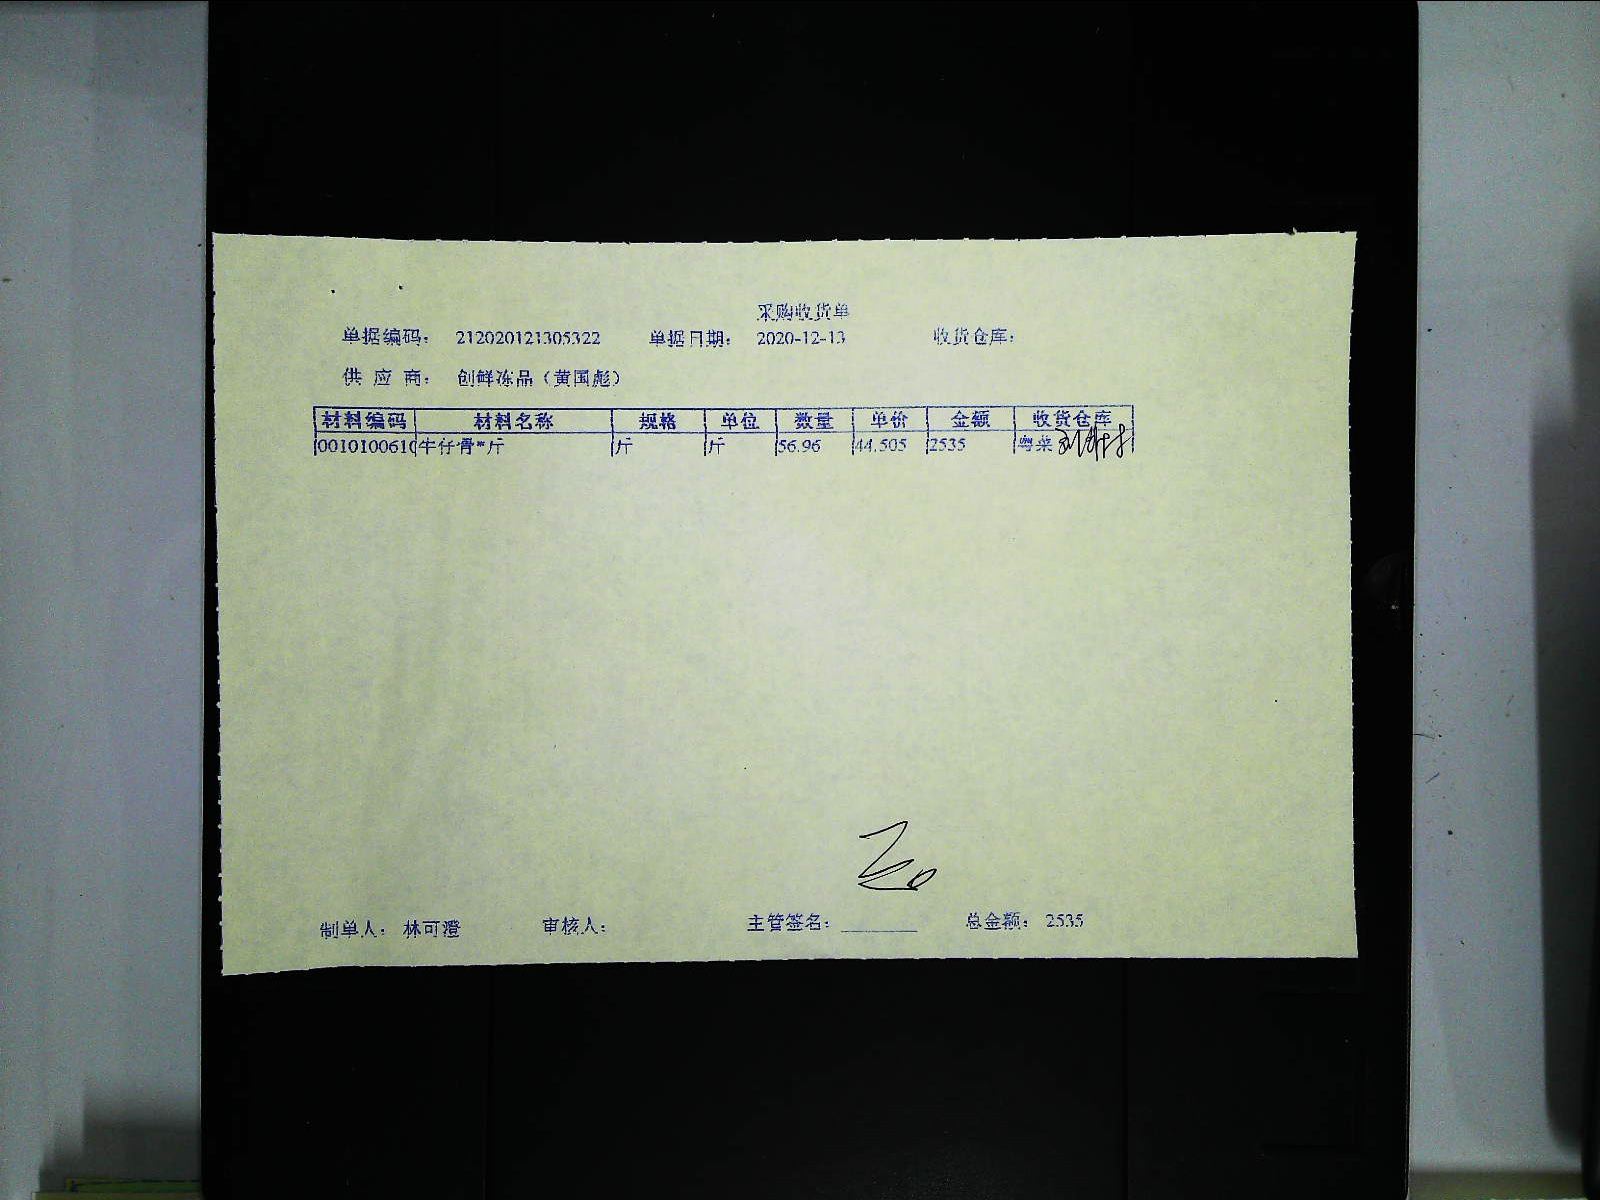 采购收货单
单据编码： 212020121305322 单据日期： 2020-12-13 收货仓库：
供 应 商： 创鲜冻品（黄国彪）
材料编码 材料名称 规格 单位 数量 单价 金额 收货仓库
0010100610 牛仔骨*斤 斤 斤 56.96 44.505 2535 粤采
制单人： 林可澄 审核人： 主管签名： ________ 总金额： 2535